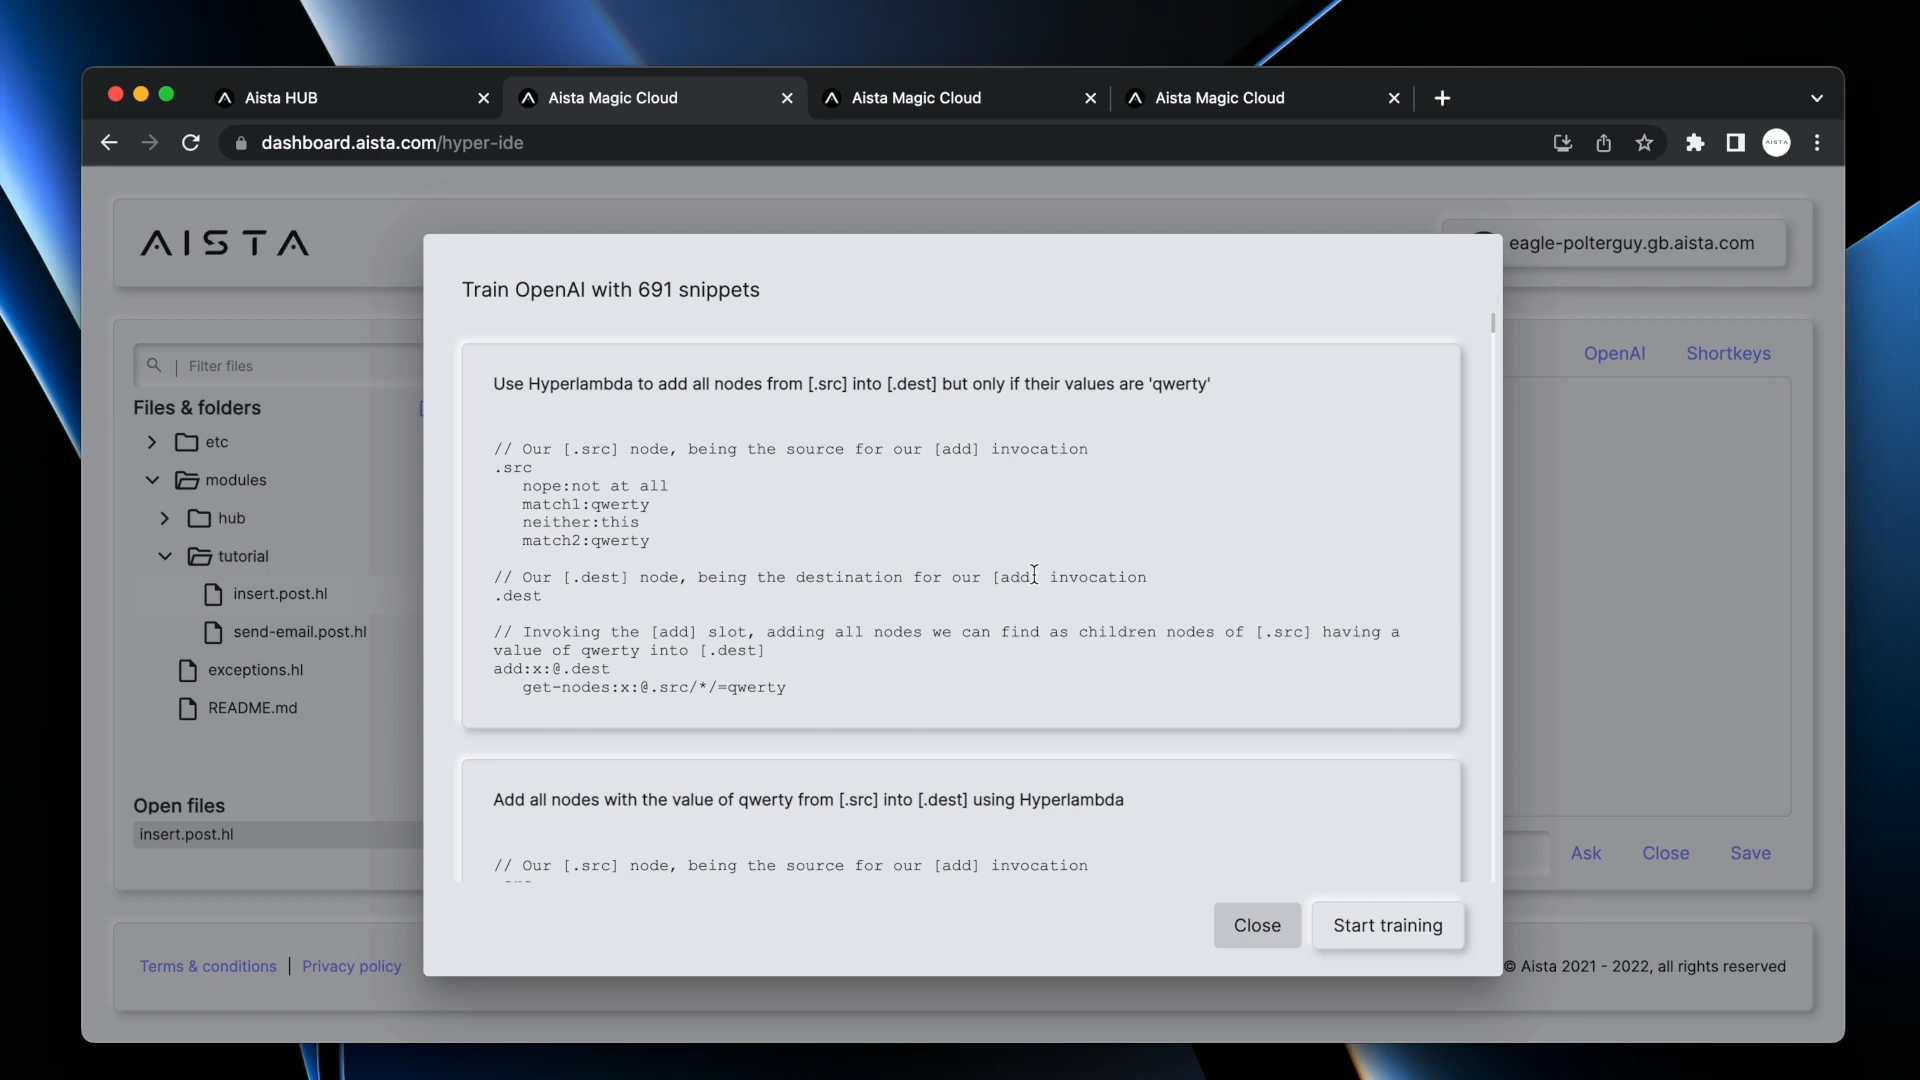 Aista HUB
Aista Magic Cloud
Aista Magic Cloud
Aista Magic Cloud
dashboard.aista.com/hyper-ide
AISTA
AISTA
eagle-polterguy.gb.aista.com
Train OpenAI with 691 snippets
OpenAI
Shortkeys
Filter files
Files & folders
etc
modules
hub
tutorial
insert.post.hl
send-email.post.hl
exceptions.hl
README.md
Open files
insert.post.hl
Use Hyperlambda to add all nodes from [.src] into [.dest] but only if their values are 'qwerty'
// Our [.src] node, being the source for our [add] invocation
.src
nope:not at all
match1:qwerty
neither:this
match2:qwerty
// Our [.dest] node, being the destination for our [add] invocation
.dest
// Invoking the [add] slot, adding all nodes we can find as children nodes of [.src] having a
value of qwerty into [.dest]
add:x:@.dest
get-nodes:x:@.src/*/=qwerty
Add all nodes with the value of qwerty from [.src] into [.dest] using Hyperlambda
// Our [.src] node, being the source for our [add] invocation
Ask
Close
Save
Close
Start training
Terms & conditions | Privacy policy
© Aista 2021 - 2022, all rights reserved